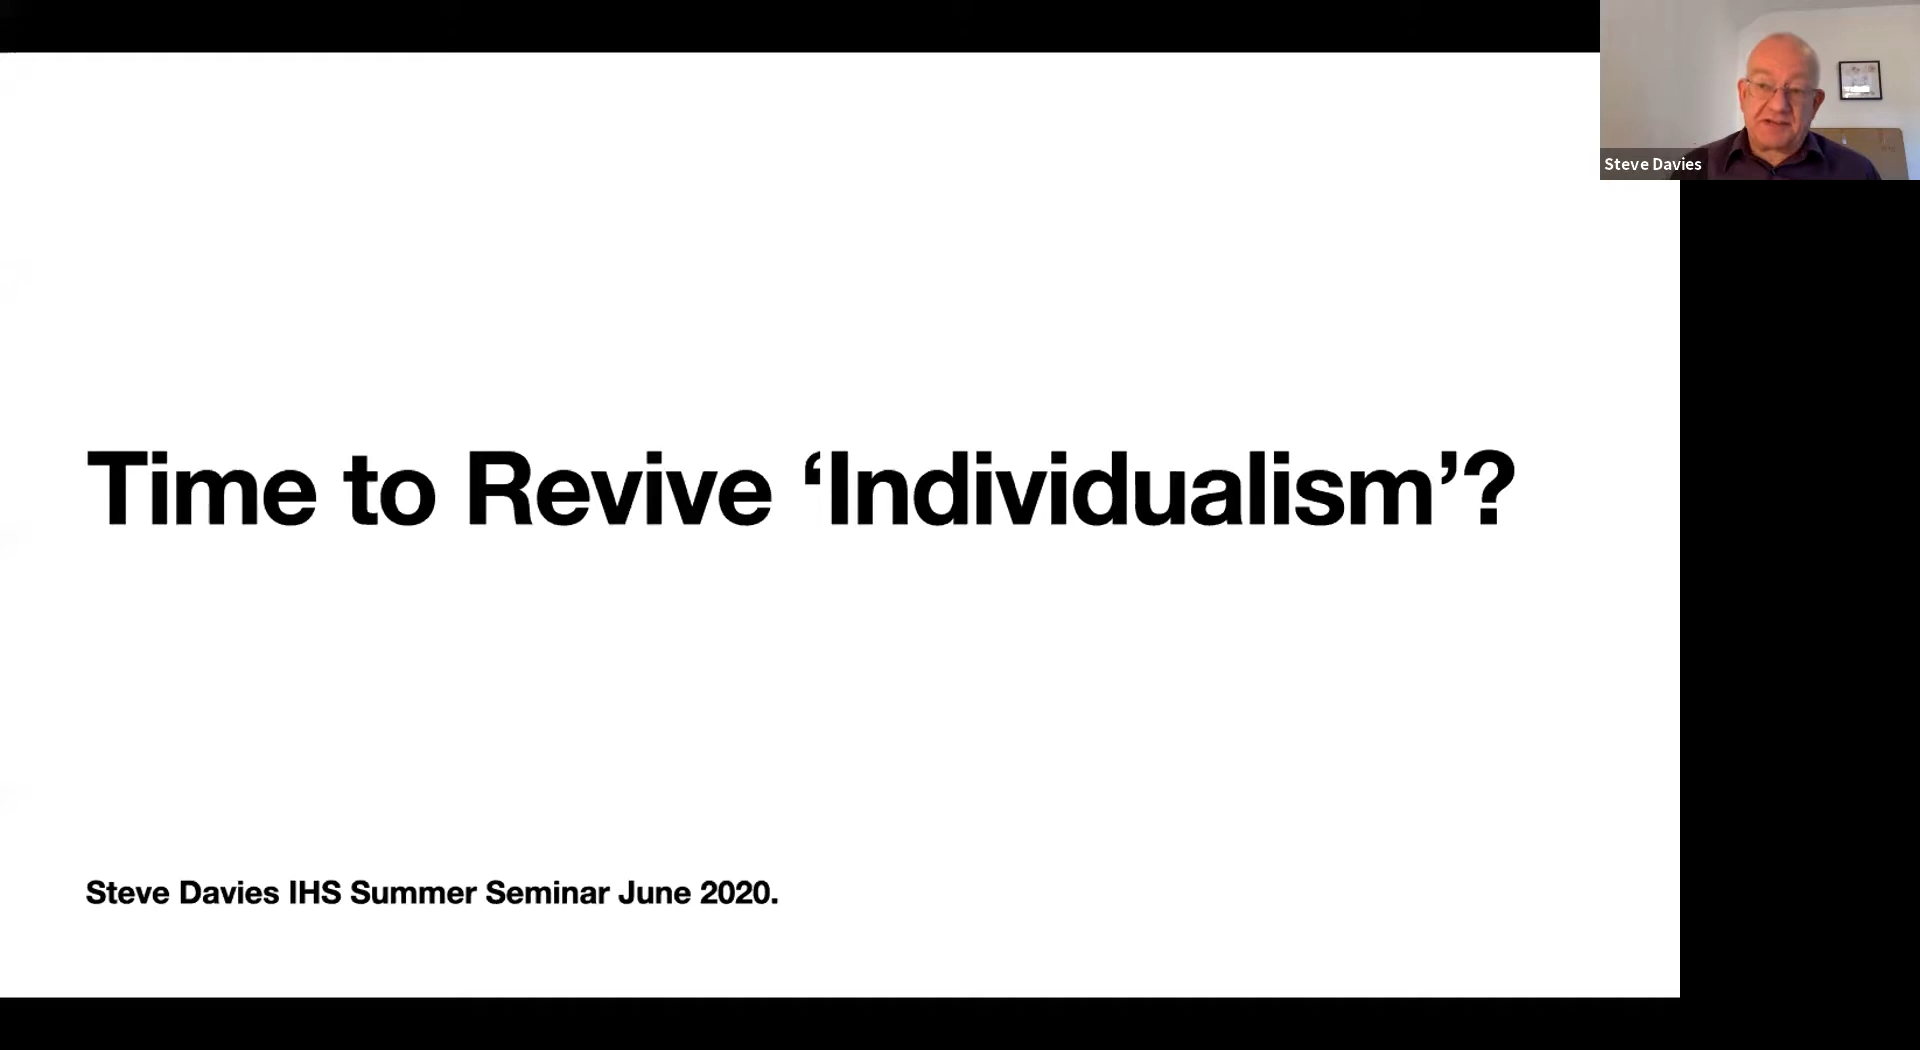 Steve Davies
Time to Revive ‘Individualism’?
Steve Davies IHS Summer Seminar June 2020.